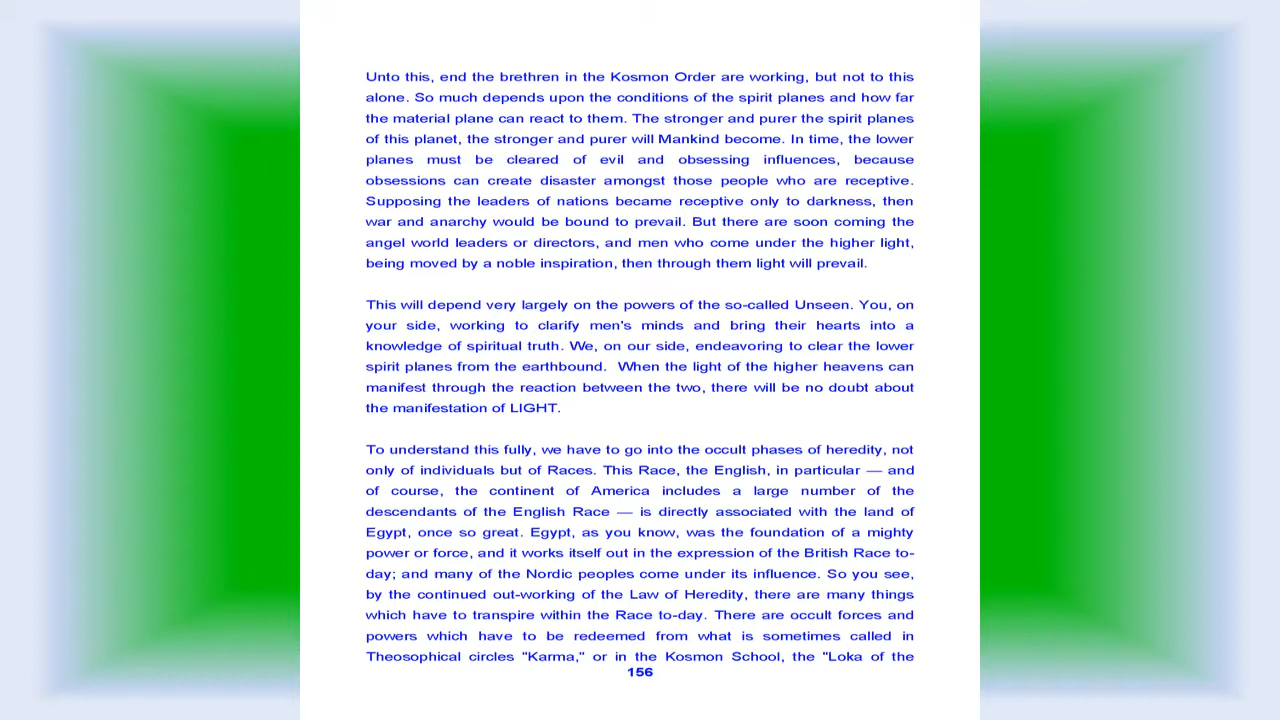 Unto this, end the brethren in the Kosmon Order are working, but not to this
alone. So much depends upon the conditions of the spirit planes and how far
the material plane can react to them. The stronger and purer the spirit planes
of this planet, the stronger and purer will Mankind become. In time, the lower
planes must be cleared of evil and obsessing influences, because
obsessions can create disaster amongst those people who are receptive.
Supposing the leaders of nations became receptive only to darkness, then
war and anarchy would be bound to prevail. But there are soon coming the
angel world leaders or directors, and men who come under the higher light,
being moved by a noble inspiration, then through them light will prevail.
This will depend very largely on the powers of the so-called Unseen. You, on
your side, working to clarify men's minds and bring their hearts into a
knowledge of spiritual truth. We, on our side, endeavoring to clear the lower
spirit planes from the earthbound. When the light of the higher heavens can
manifest through the reaction between the two, there will be no doubt about
the manifestation of LIGHT.
To understand this fully, we have to go into the occult phases of heredity, not
only of individuals but of Races. This Race, the English, in particular — and
of course, the continent of America includes a large number of the
descendants of the English Race — is directly associated with the land of
Egypt, once so great. Egypt, as you know, was the foundation of a mighty
power or force, and it works itself out in the expression of the British Race to-
day; and many of the Nordic peoples come under its influence. So you see,
by the continued out-working of the Law of Heredity, there are many things
which have to transpire within the Race to-day. There are occult forces and
powers which have to be redeemed from what is sometimes called in
Theosophical circles "Karma," or in the Kosmon School, the "Loka of the
156